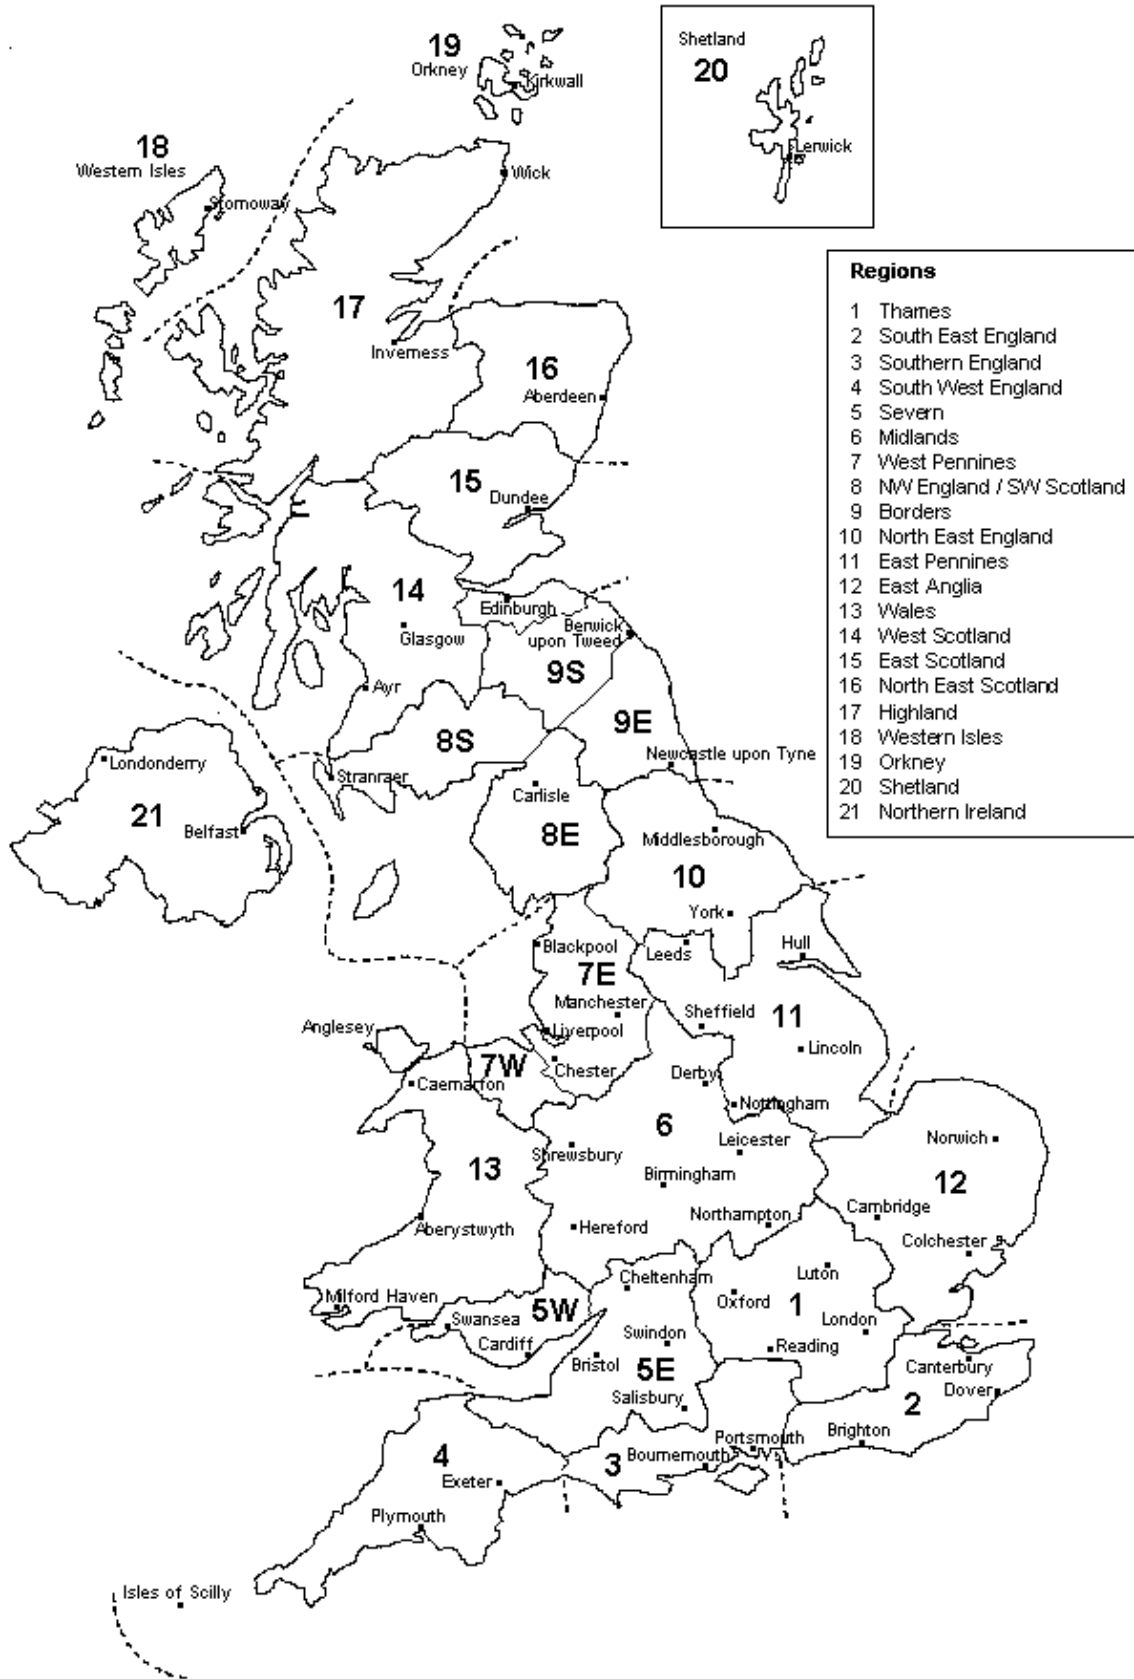 19
Orkney
Kirkwall
Shetland
20
Lerwick
18
Western Isles
Stornoway
Wick
17
Inverness
16
Aberdeen
Regions
1 Thames
2 South East England
3 Southern England
4 South West England
5 Severn
6 Midlands
7 West Pennines
8 NW England / SW Scotland
9 Borders
10 North East England
11 East Pennines
12 East Anglia
13 Wales
14 West Scotland
15 East Scotland
16 North East Scotland
17 Highland
18 Western Isles
19 Orkney
20 Shetland
21 Northern Ireland
15
Dundee
14
Glasgow
Edinburgh
Berwick
upon Tweed
9S
Ayr
9E
8S
Newcastle upon Tyne
Stranraer
Londonderry
21
Belfast
Carlisle
8E
Middlesborough
10
York
Leeds
Hull
Blackpool
7E
Manchester
Liverpool
Sheffield
11
Lincoln
Anglesey
7W
Chester
Caernarfon
Derby
Nottingham
6
Leicester
Shrewsbury
Birmingham
Norwich
12
13
Aberystwyth
Hereford
Northampton
Cambridge
Colchester
Milford Haven
Swansea
5W
Cardiff
Cheltenham
Luton
Oxford
1
London
Swindon
Reading
Bristol
5E
Salisbury
Canterbury
Dover
2
Brighton
Portsmouth
Bournemouth
3
4
Exeter
Plymouth
Isles of Scilly